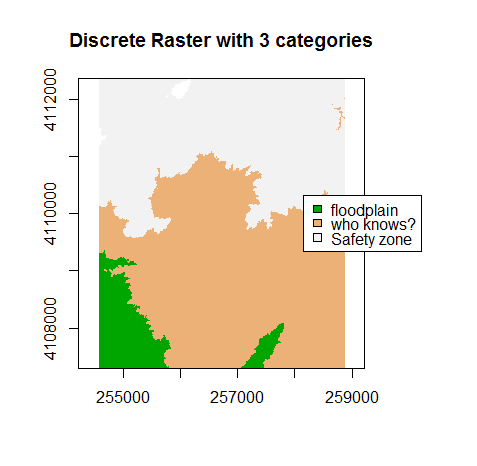 Discrete Raster with 3 categories
4112000
4110000
4108000
floodplain
who knows?
Safety zone
255000
257000
259000